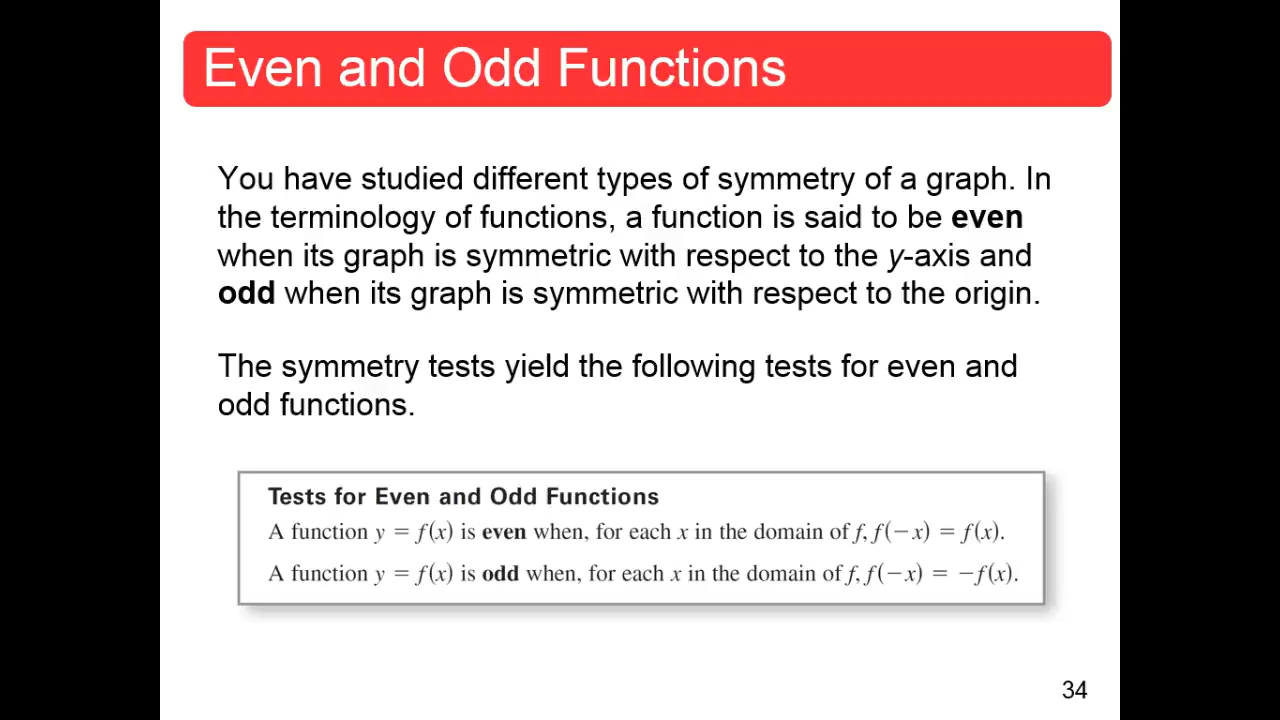 Even and Odd Functions
You have studied different types of symmetry of a graph. In
the terminology of functions, a function is said to be even
when its graph is symmetric with respect to the y-axis and
odd when its graph is symmetric with respect to the origin.
The symmetry tests yield the following tests for even and
odd functions.
Tests for Even and Odd Functions
A function y = f(x) is even when, for each x in the domain of f, f(−x) = f(x).
A function y = f(x) is odd when, for each x in the domain of f, f(−x) = −f(x).
34